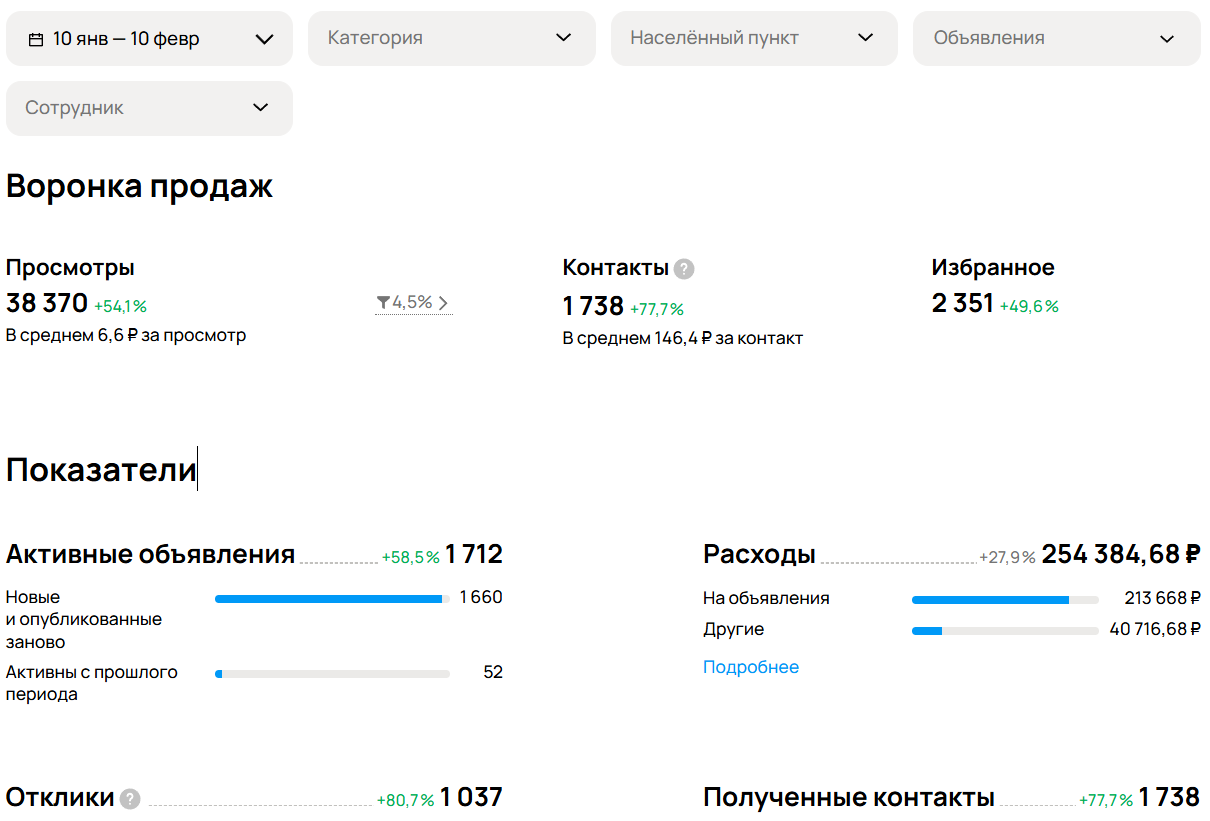 10 янв — 10 февр
Категория
Населённый пункт
Объявления
Сотрудник
Воронка продаж
Просмотры
38 370 +54,1%
В среднем 6,6 ₽ за просмотр
4,5%
Контакты ?
1 738 +77,7%
В среднем 146,4 ₽ за контакт
Избранное
2 351 +49,6%
Показатели
Активные объявления +58,5% 1 712
Новые и опубликованные заново 1 660
Активны с прошлого периода 52
Расходы +27,9% 254 384,68 ₽
На объявления 213 668 ₽
Другие 40 716,68 ₽
Подробнее
Отклики ? +80,7% 1 037
Полученные контакты +77,7% 1 738